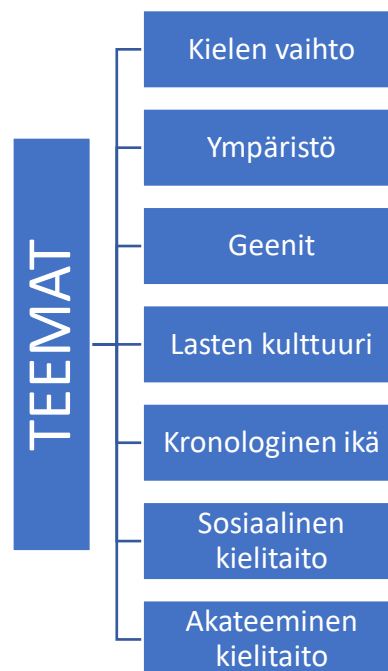 TEEMAT
Kielen vaihto
Ympäristö
Geenit
Lasten kulttuuri
Kronologinen ikä
Sosiaalinen
kielitaito
Akateeminen
kielitaito